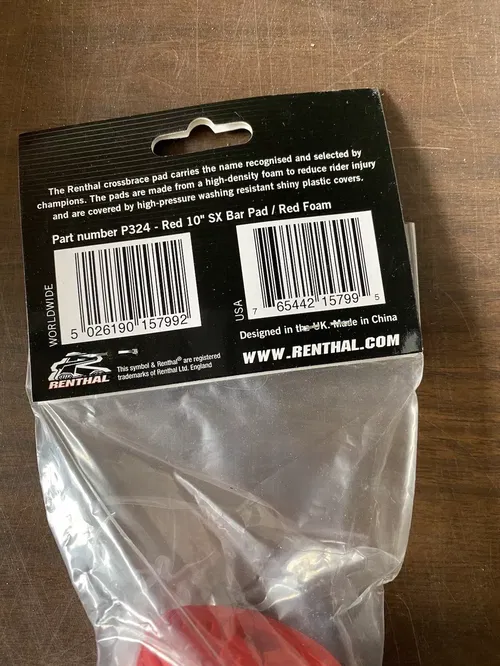 The Renthal crossbrace pad carries the name recognised and selected by
champions. The pads are made from a high-density foam to reduce rider injury
and are covered by high-pressure washing resistant shiny plastic covers.
Part number P324 - Red 10" SX Bar Pad / Red Foam
WORLDWIDE
5 026190 157992
USA
7 65442 15799 5
Designed in the UK. Made in China
RENTHAL
This symbol & Renthal® are registered
trademarks of Renthal Ltd. England
WWW.RENTHAL.COM